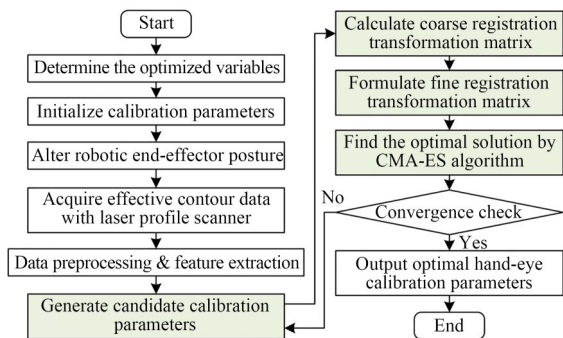 Start
Determine the optimized variables
Initialize calibration parameters
Alter robotic end-effector posture
Acquire effective contour data
with laser profile scanner
Data preprocessing & feature extraction
Generate candidate calibration
parameters
Calculate coarse registration
transformation matrix
Formulate fine registration
transformation matrix
Find the optimal solution by
CMA-ES algorithm
No
Convergence check
Yes
Output optimal hand-eye
calibration parameters
End